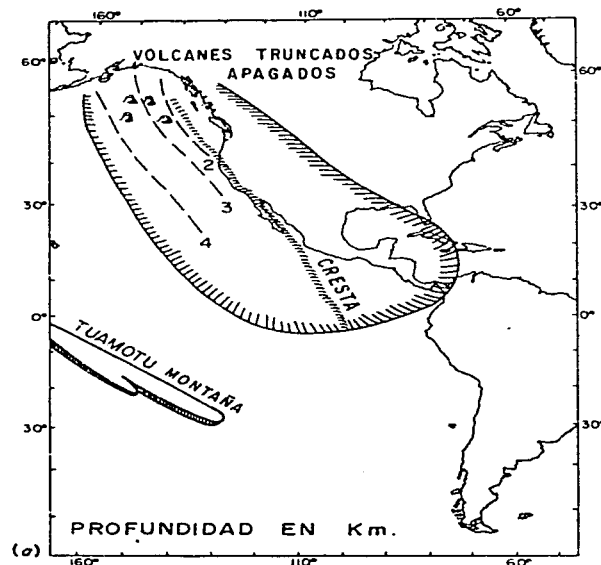 160° 110° 60°
VOLCANES TRUNCADOS
APAGADOS
60° 60°
2
3
30° 30°
4
CRESTA
0° 0°
TUAMOTU MONTAÑA
30° 30°
PROFUNDIDAD EN Km.
(a)
160° 110° 60°